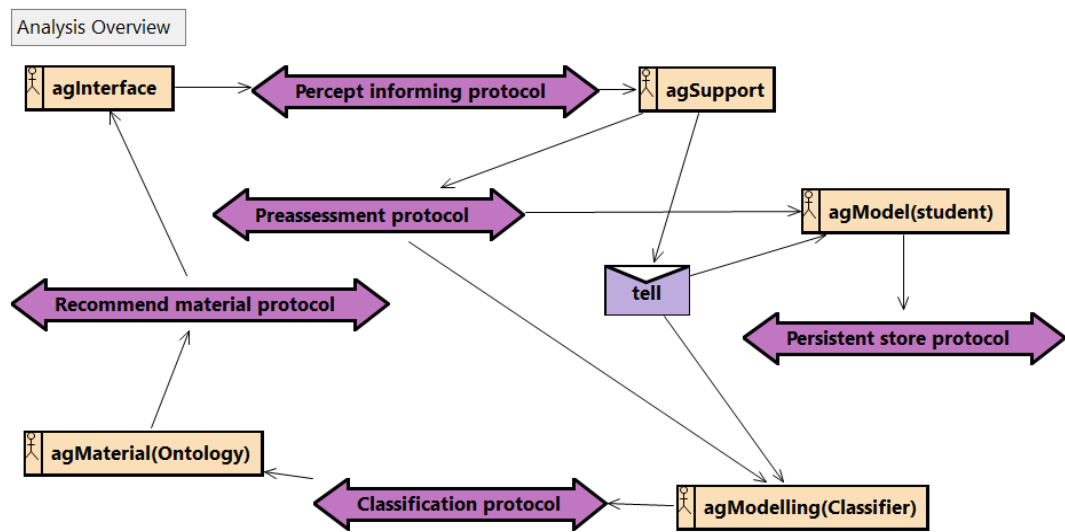 Analysis Overview
agInterface
Percept informing protocol
agSupport
Preassessment protocol
agModel(student)
tell
Recommend material protocol
Persistent store protocol
agMaterial(Ontology)
Classification protocol
agModelling(Classifier)